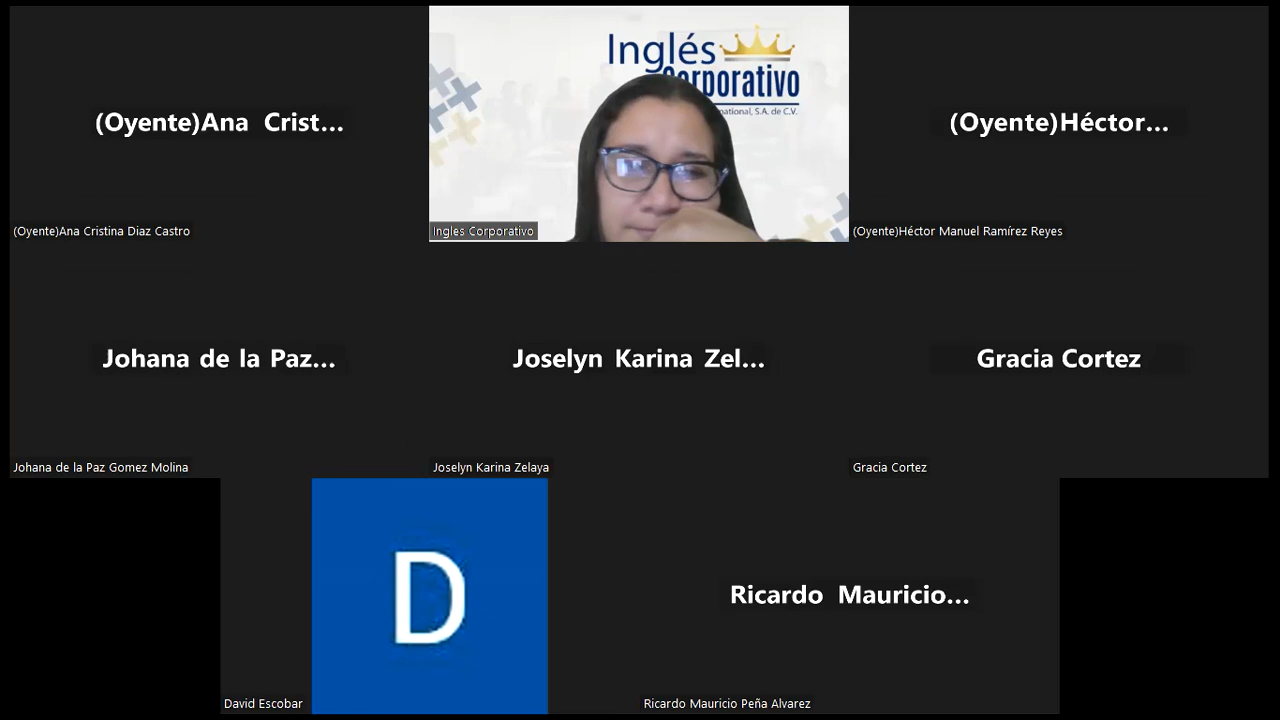 (Oyente)Ana Crist...
(Oyente)Ana Cristina Diaz Castro
Inglés
Corporativo
national, S.A. de C.V.
Ingles Corporativo
(Oyente)Héctor...
(Oyente)Héctor Manuel Ramírez Reyes
Johana de la Paz...
Johana de la Paz Gomez Molina
Joselyn Karina Zel...
Joselyn Karina Zelaya
Gracia Cortez
Gracia Cortez
D
David Escobar
Ricardo Mauricio...
Ricardo Mauricio Peña Alvarez